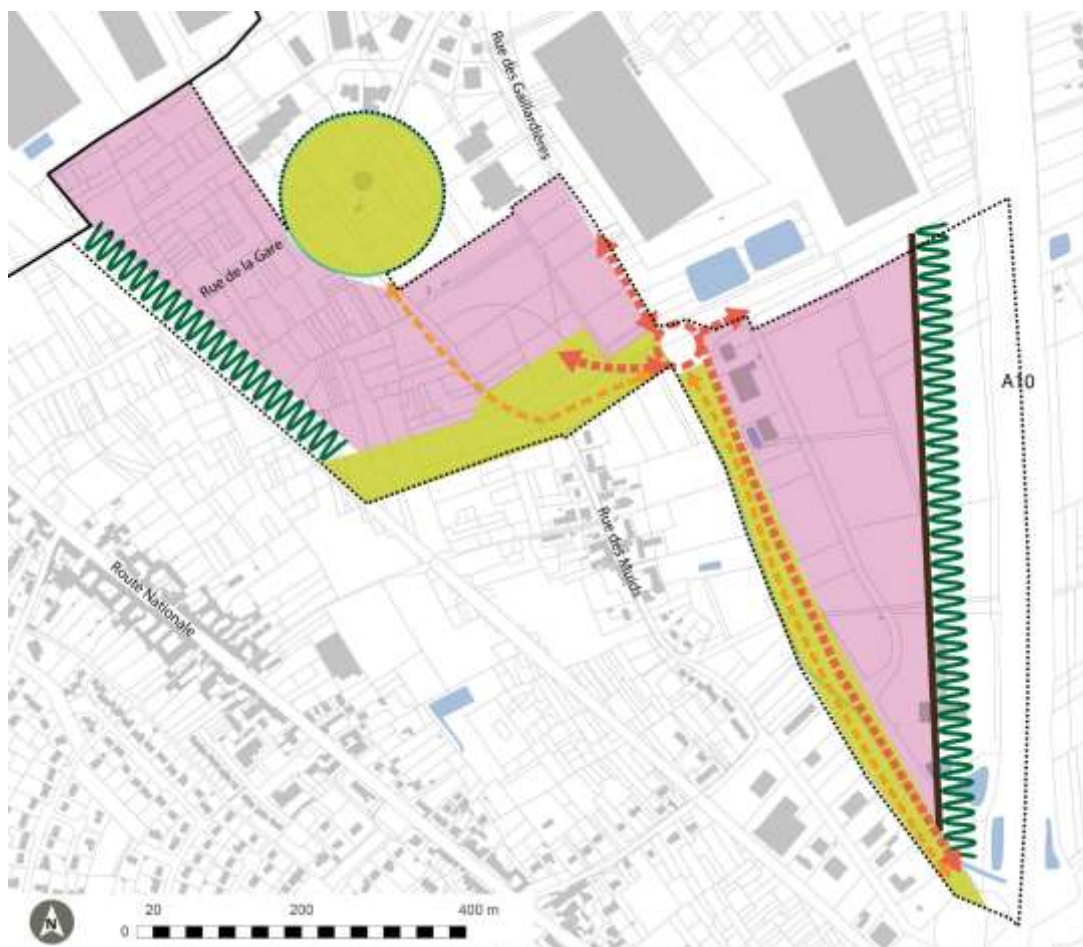 Rue des Gaillardières
Rue de la Gare
A10
Rue des Muids
Route Nationale
N
20
200
400 m
0